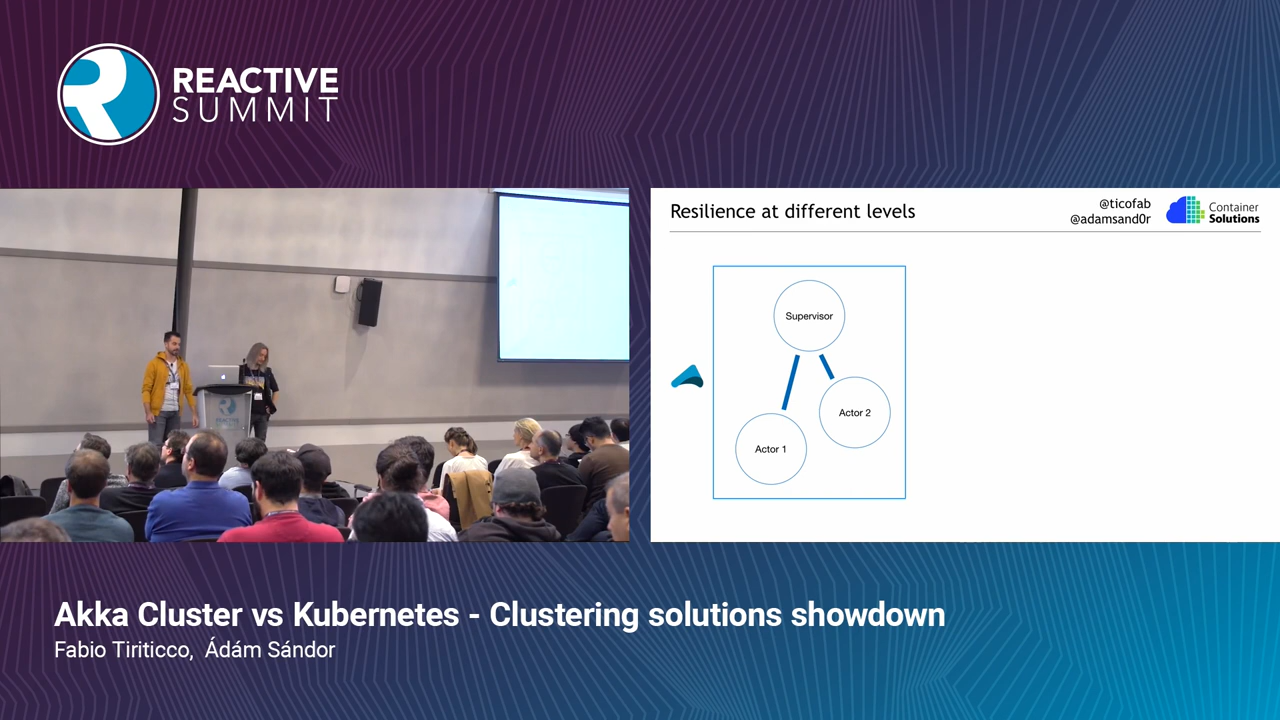 REACTIVE
SUMMIT
Resilience at different levels
@ticofab
@adamsand0r
Container
Solutions
Supervisor
Actor 2
Actor 1
REACTIVE
Akka Cluster vs Kubernetes - Clustering solutions showdown
Fabio Tiriticco, Ádám Sándor